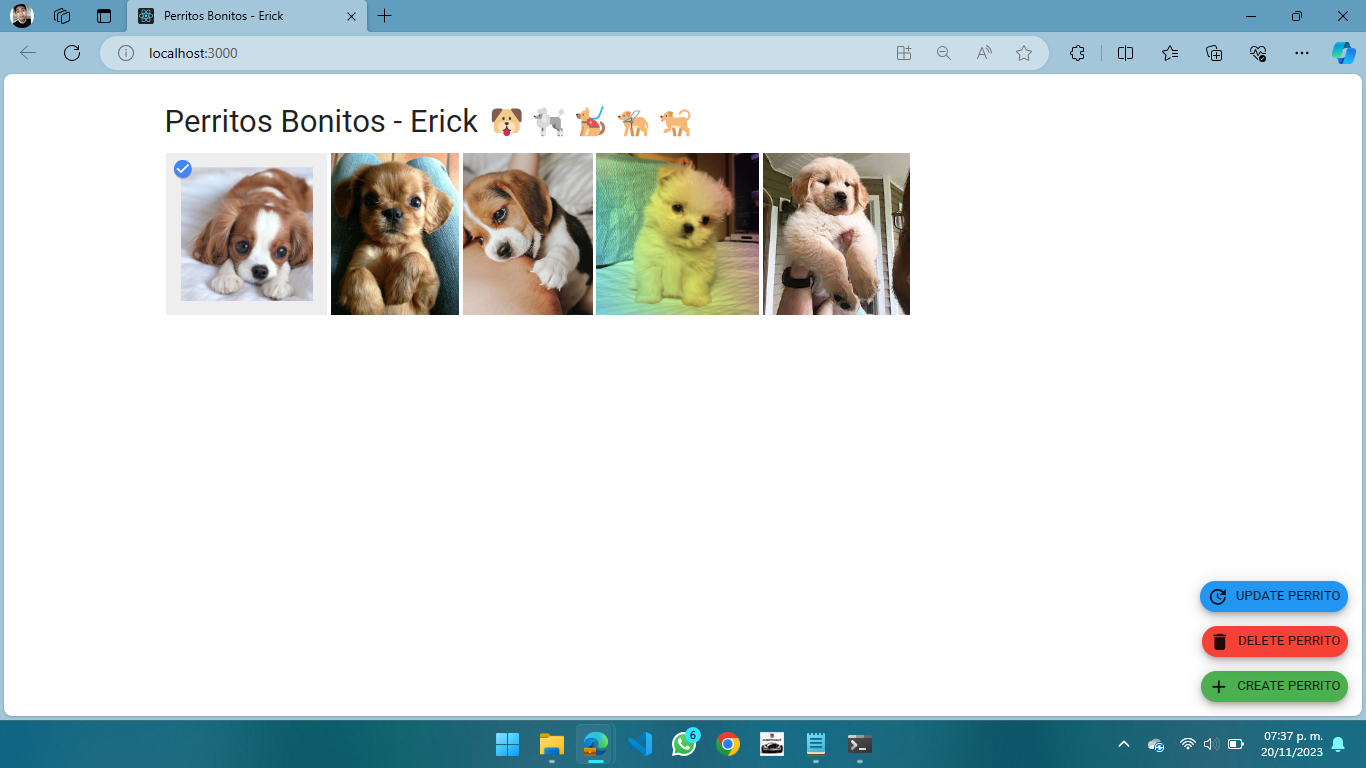 Perritos Bonitos - Erick
localhost:3000
Perritos Bonitos - Erick 🐶 🐩 🐕‍🦺 🦮 🐕
UPDATE PERRITO
DELETE PERRITO
CREATE PERRITO
6
07:37 p. m.
20/11/2023